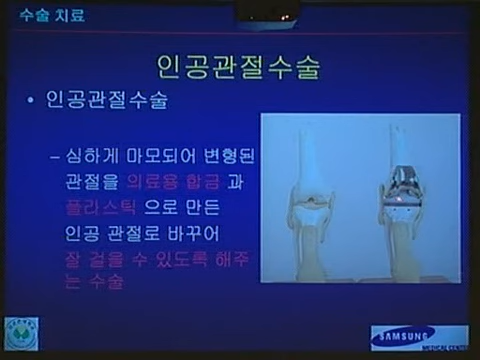 수술 치료
인공관절수술
• 인공관절수술
– 심하게 마모되어 변형된
관절을 의료용 합금 과
플라스틱 으로 만든
인공 관절로 바꾸어
잘 걸을 수 있도록 해주
는 수술
SAMSUNG
MEDICAL CENTER